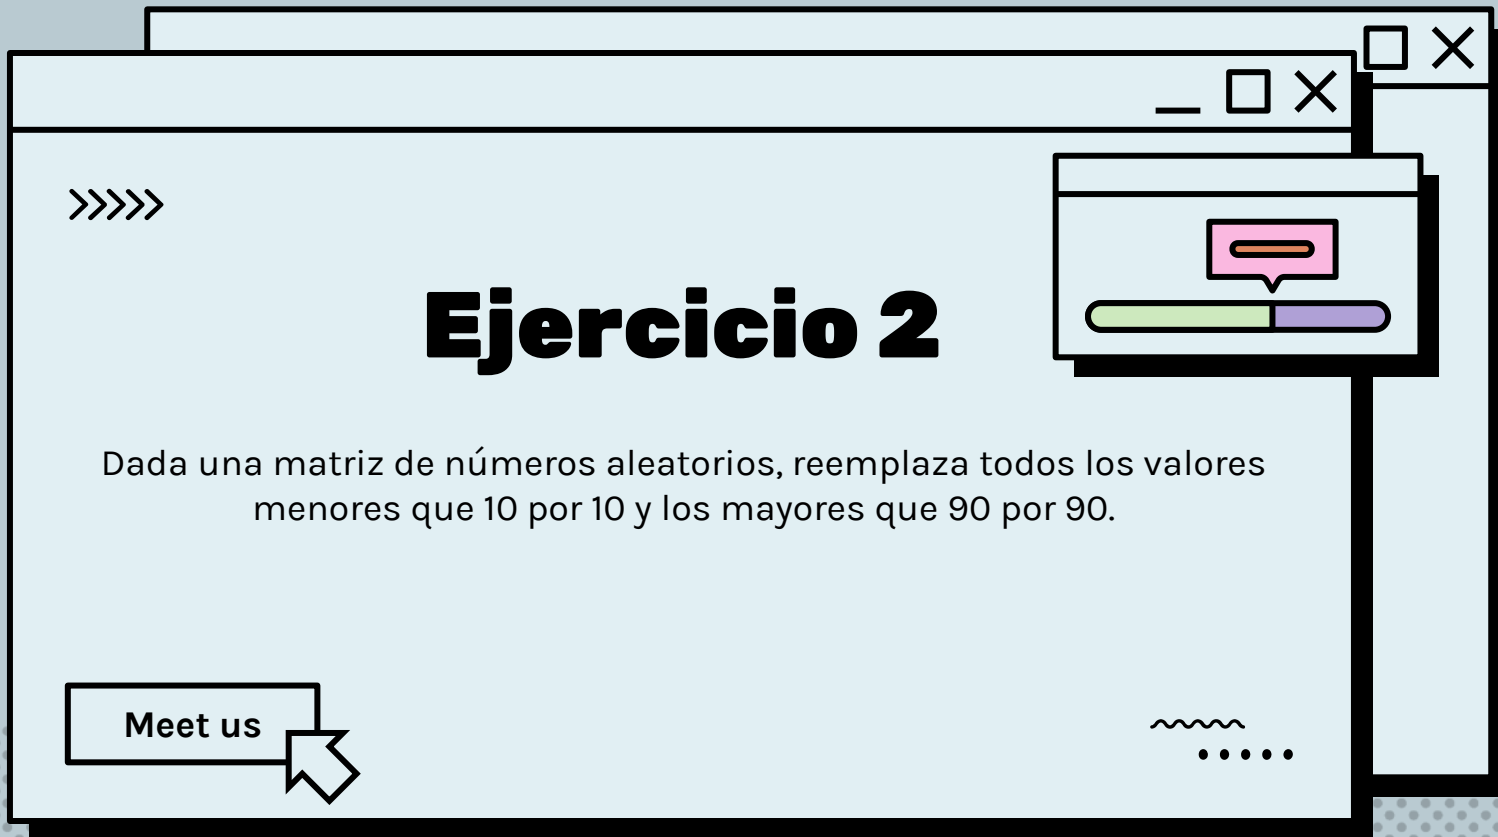 Ejercicio 2
Dada una matriz de números aleatorios, reemplaza todos los valores
menores que 10 por 10 y los mayores que 90 por 90.
Meet us